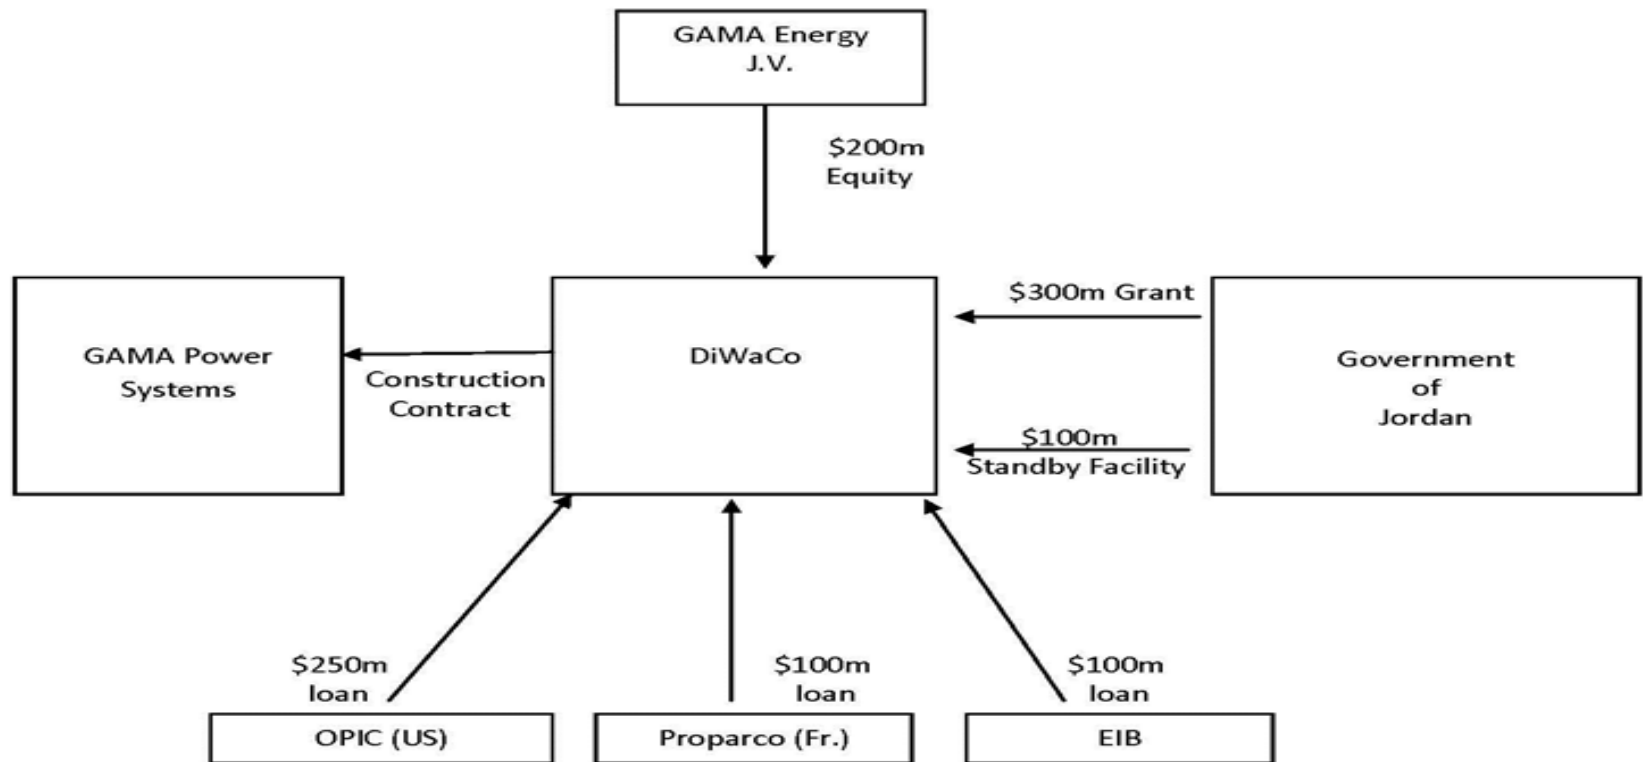 GAMA Energy
J.V.
$200m
Equity
$300m Grant
GAMA Power
Systems
Construction
Contract
DiWaCo
Government
of
Jordan
$100m
Standby Facility
$250m
loan
$100m
loan
$100m
loan
OPIC (US)
Proparco (Fr.)
EIB